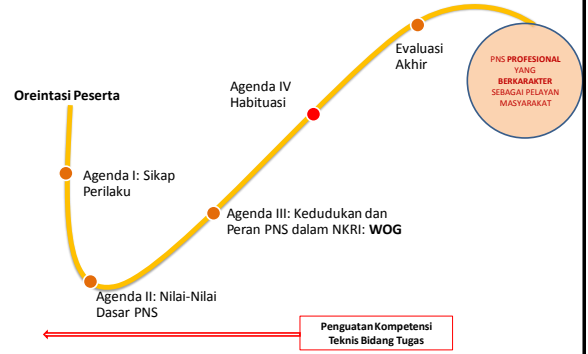 Oreintasi Peserta
Agenda I: Sikap
Perilaku
Agenda II: Nilai-Nilai
Dasar PNS
Agenda III: Kedudukan dan
Peran PNS dalam NKRI: WOG
Agenda IV
Habituasi
Evaluasi
Akhir
PNS PROFESIONAL
YANG
BERKARAKTER
SEBAGAI PELAYAN
MASYARAKAT
Penguatan Kompetensi
Teknis Bidang Tugas